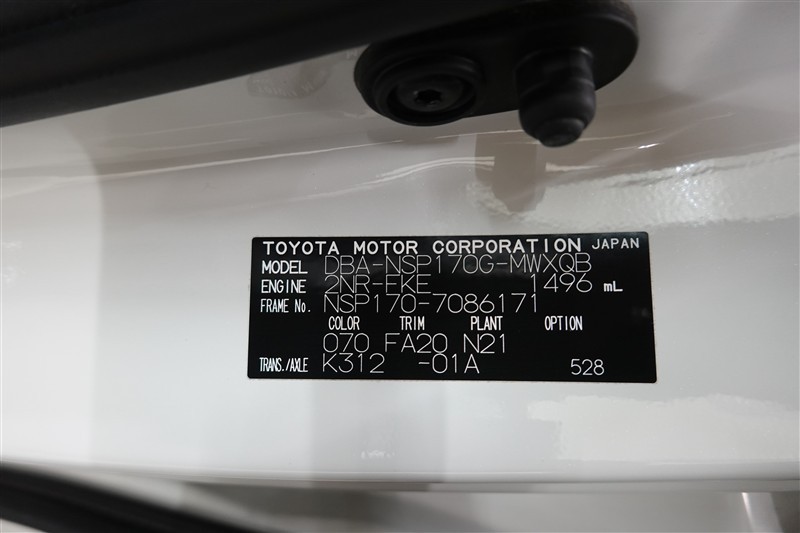 TOYOTA MOTOR CORPORATION JAPAN
MODEL DBA-NSP170G-MWXQB
ENGINE 2NR-FKE 1496 mL
FRAME No. NSP170-7086171
COLOR TRIM PLANT OPTION
070 FA20 N21
TRANS./AXLE K312 -01A 528